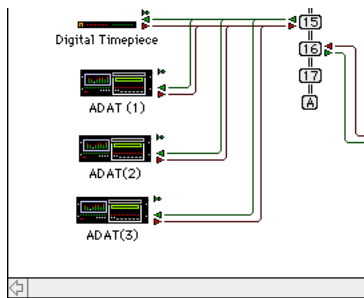 15
Digital Timepiece
16
17
A
ADAT (1)
ADAT(2)
ADAT(3)